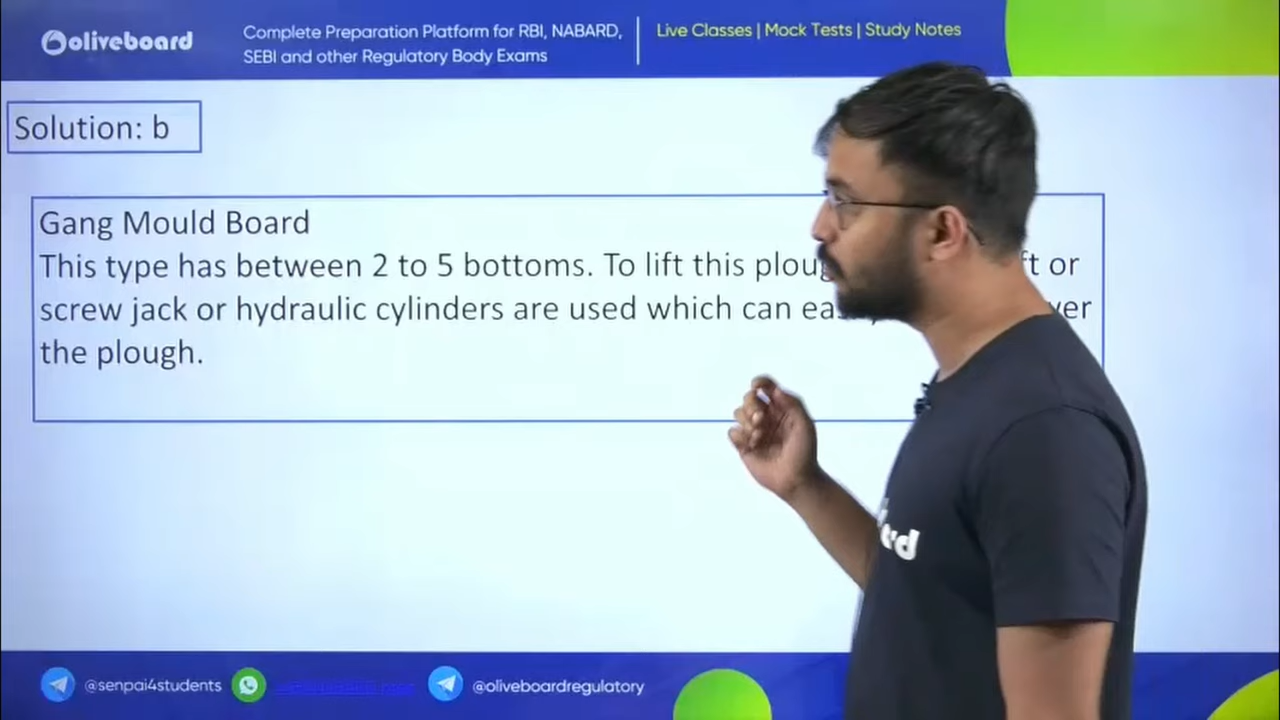 oliveboard
Complete Preparation Platform for RBI, NABARD,
SEBI and other Regulatory Body Exams
Live Classes | Mock Tests | Study Notes
Solution: b
Gang Mould Board
This type has between 2 to 5 bottoms. To lift this or
screw jack or hydraulic cylinders are used which can
the plough.
@senpai4students
@oliveboardregulatory